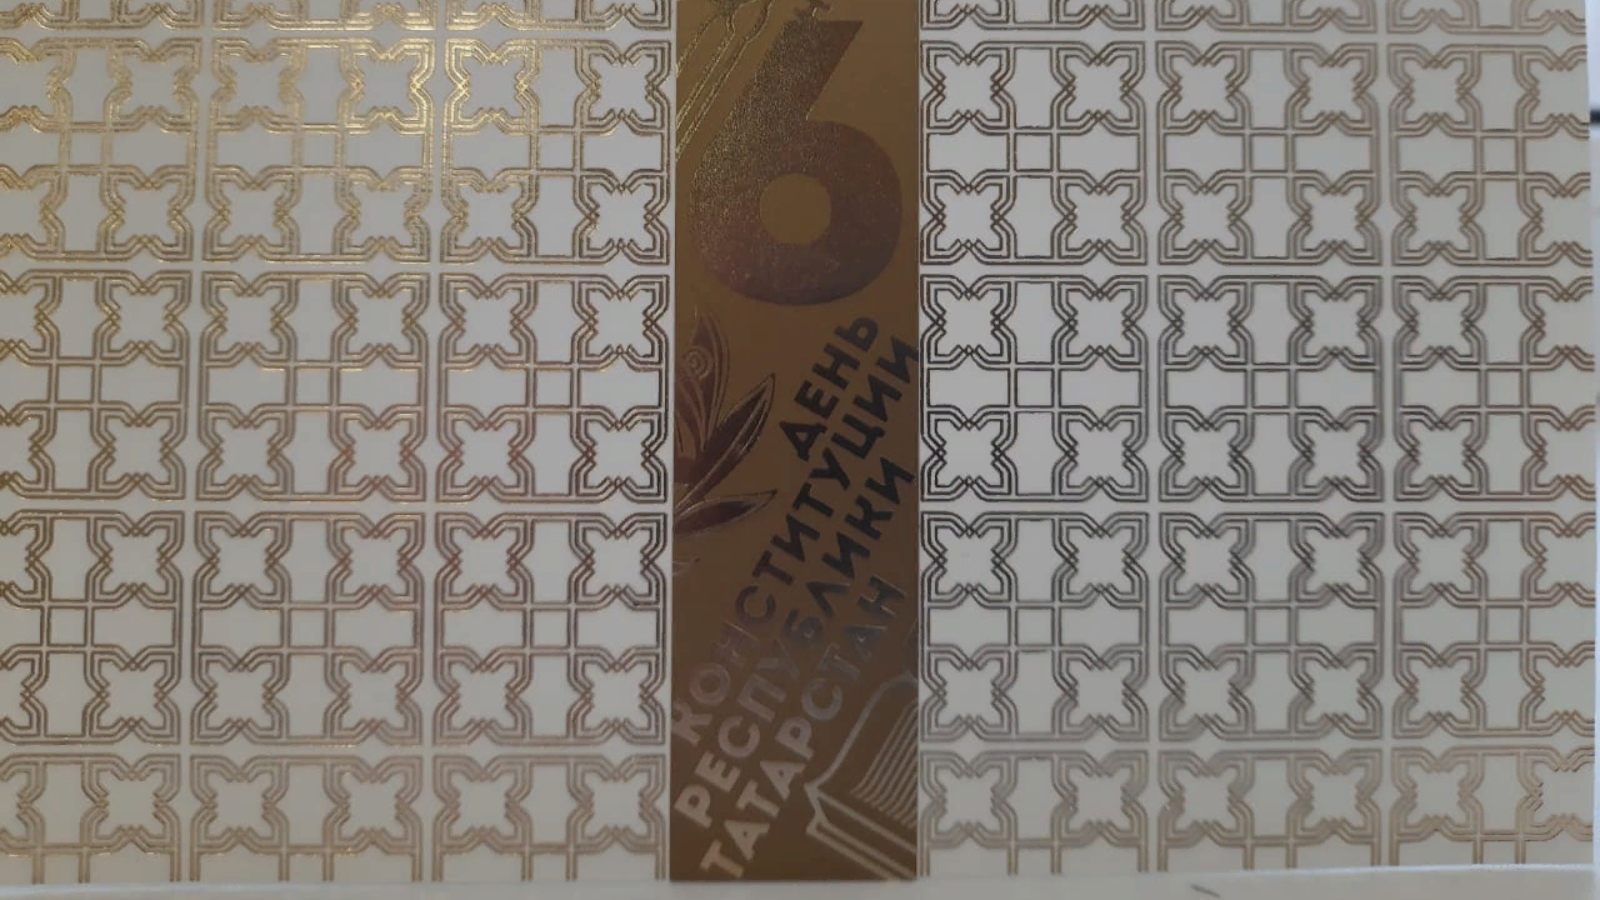 6
ДЕНЬ
КОНСТИТУЦИИ
РЕСПУБЛИКИ
ТАТАРСТАН